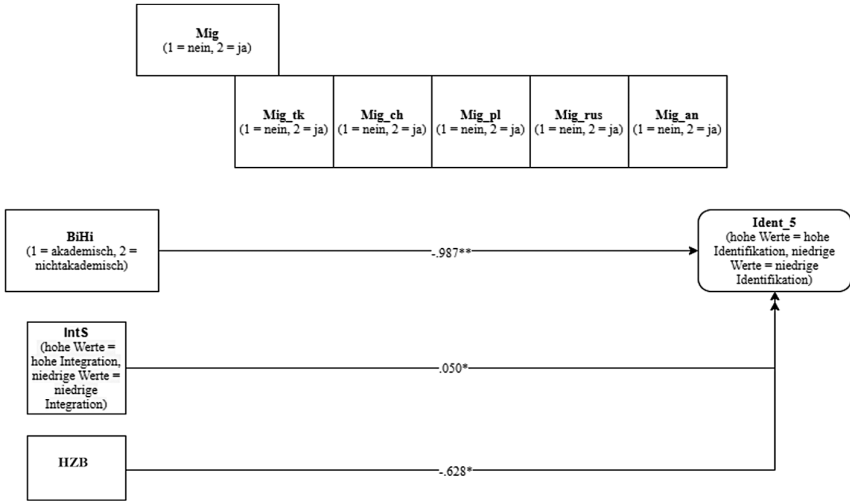 Mig
(1 = nein, 2 = ja)
Mig_tk
(1 = nein, 2 = ja)
Mig_ch
(1 = nein, 2 = ja)
Mig_pl
(1 = nein, 2 = ja)
Mig_rus
(1 = nein, 2 = ja)
Mig_an
(1 = nein, 2 = ja)
BiHi
(1 = akademisch, 2 =
nichtakademisch)
-.987**
Ident_5
(hohe Werte = hohe
Identifikation, niedrige
Werte = niedrige
Identifikation)
IntS
(hohe Werte =
hohe Integration,
niedrige Werte =
niedrige
Integration)
.050*
HZB
-.628*